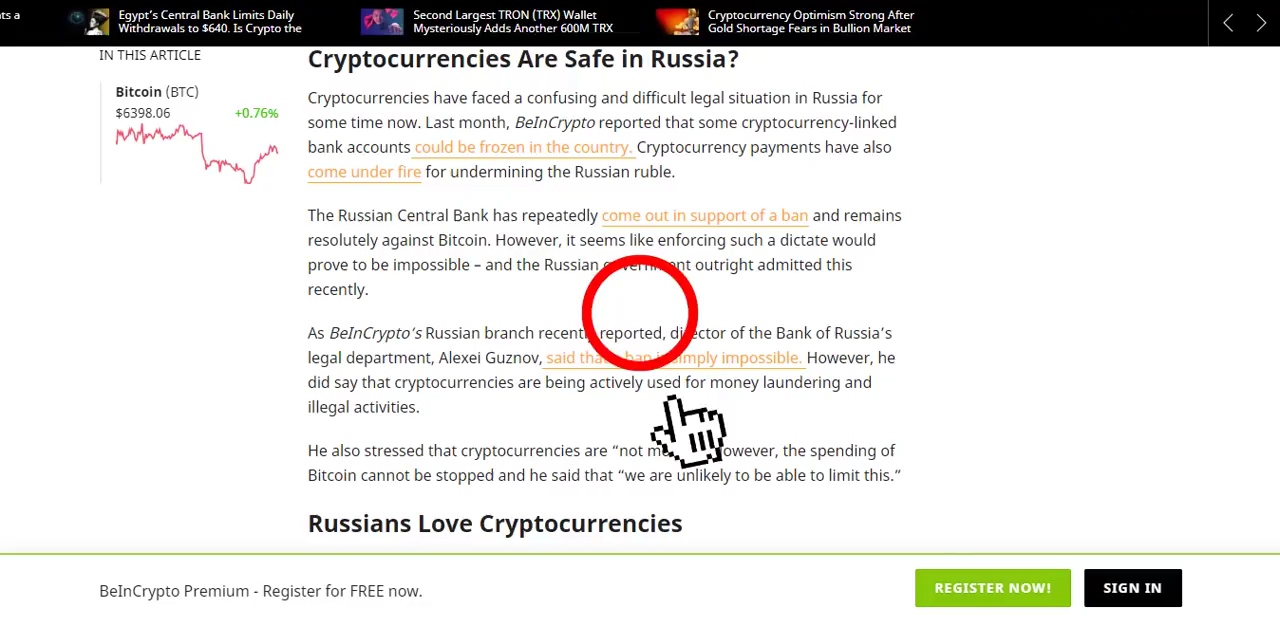 ts a
Egypt's Central Bank Limits Daily
Withdrawals to $640. Is Crypto the
Second Largest TRON (TRX) Wallet
Mysteriously Adds Another 600M TRX
Cryptocurrency Optimism Strong After
Gold Shortage Fears in Bullion Market
IN THIS ARTICLE
Bitcoin (BTC)
$6398.06 +0.76%
Cryptocurrencies Are Safe in Russia?
Cryptocurrencies have faced a confusing and difficult legal situation in Russia for
some time now. Last month, BeInCrypto reported that some cryptocurrency-linked
bank accounts could be frozen in the country. Cryptocurrency payments have also
come under fire for undermining the Russian ruble.
The Russian Central Bank has repeatedly come out in support of a ban and remains
resolutely against Bitcoin. However, it seems like enforcing such a dictate would
prove to be impossible – and the Russian government outright admitted this
recently.
As BeInCrypto's Russian branch recently reported, director of the Bank of Russia's
legal department, Alexei Guznov, said that a ban is simply impossible. However, he
did say that cryptocurrencies are being actively used for money laundering and
illegal activities.
He also stressed that cryptocurrencies are “not However, the spending of
Bitcoin cannot be stopped and he said that “we are unlikely to be able to limit this.”
Russians Love Cryptocurrencies
BeInCrypto Premium - Register for FREE now.
REGISTER NOW!
SIGN IN